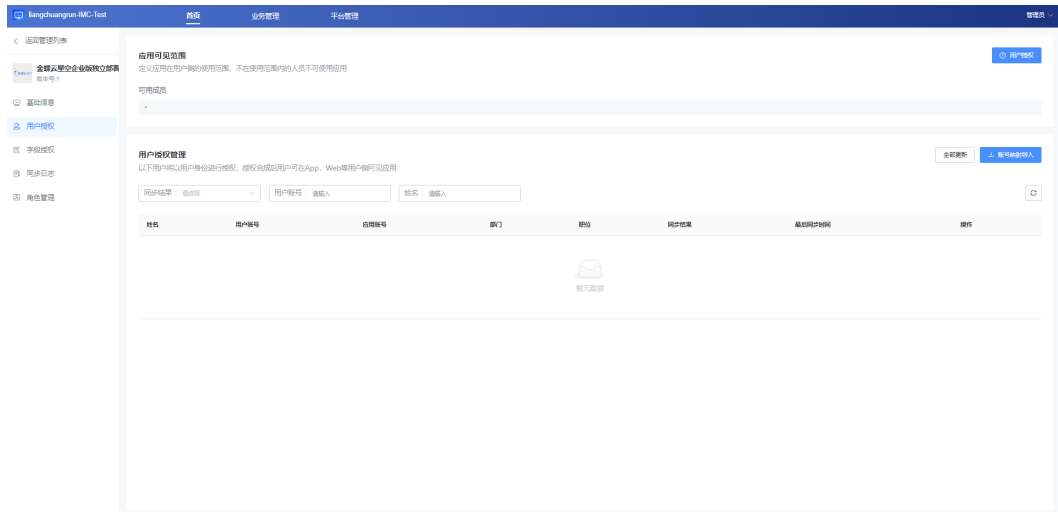 liangchuangrun-IMC-Test
首页
业务管理
平台管理
管理员
返回管理列表
金蝶云星空企业版独立部署
版本号:1
基础信息
用户授权
字段授权
同步日志
角色管理
应用可见范围
定义应用在用户侧的使用范围，不在使用范围内的人员不可使用应用
用户授权
可用成员
-
用户授权管理
以下用户将以用户身份进行授权，授权完成后用户可在App、Web等用户侧可见应用
全部更新
账号映射导入
同步结果 : 请选择
用户账号 : 请输入
姓名 : 请输入
姓名 用户账号 应用账号 部门 职位 同步结果 最后同步时间 操作
暂无数据